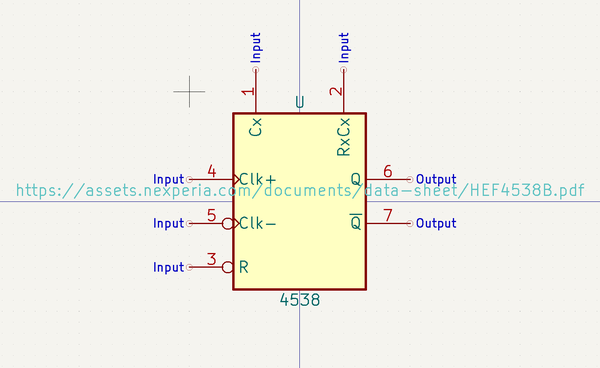 Input Input
1 2
U
Cx RxCx
Input 4 Clk+ Q 6 Output
https://assets.nexperia.com/documents/data-sheet/HEF4538B.pdf
Input 5 Clk- Q̅ 7 Output
Input 3 R
4538